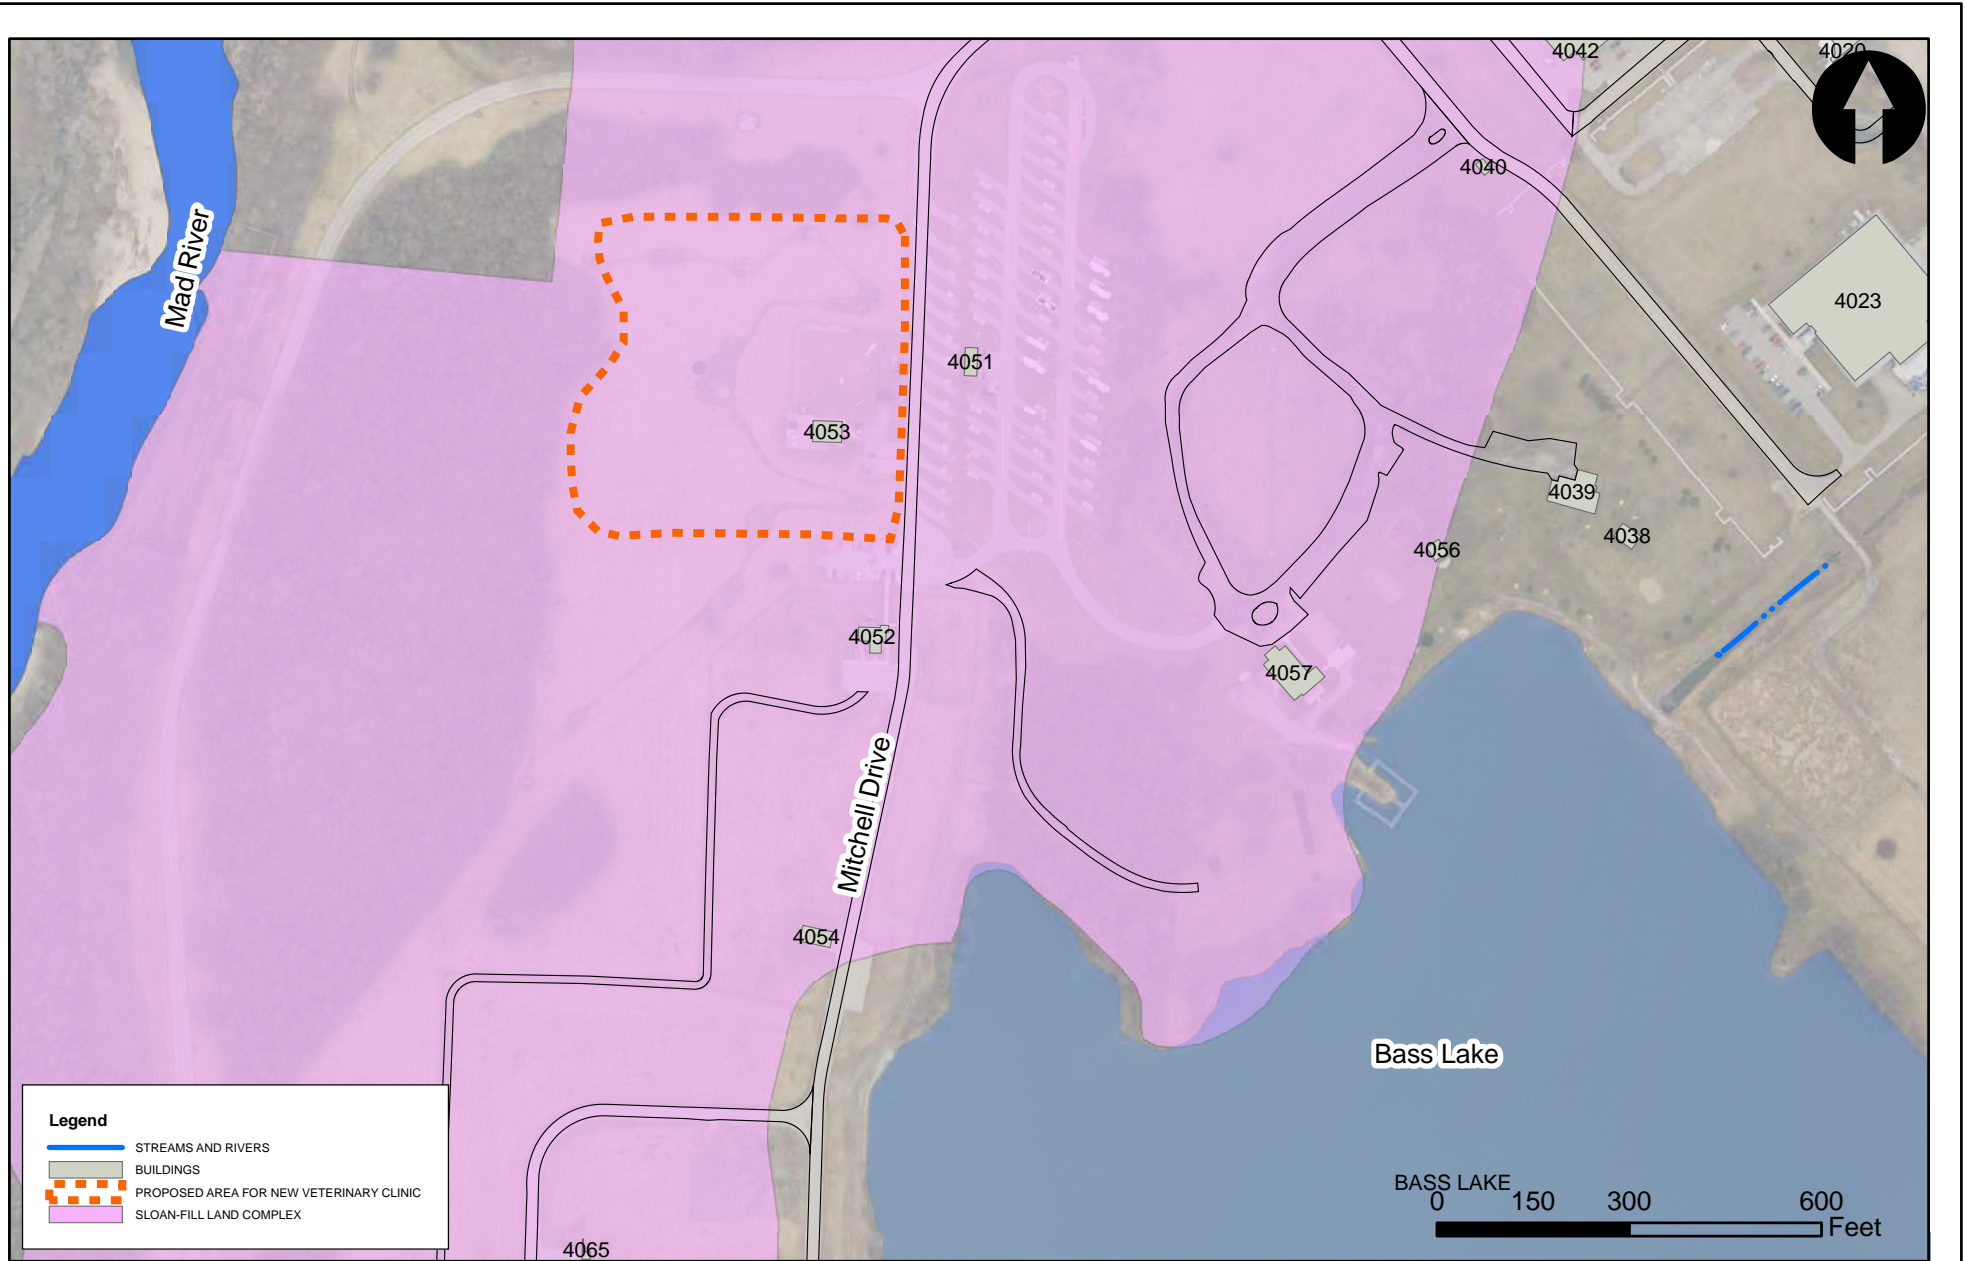 4042
4020
4040
Mad River
4023
4051
4053
4039
4038
4056
4052
4057
Mitchell Drive
4054
Bass Lake
Legend
STREAMS AND RIVERS
BUILDINGS
PROPOSED AREA FOR NEW VETERINARY CLINIC
SLOAN-FILL LAND COMPLEX
BASS LAKE
0 150 300 600
Feet
4065